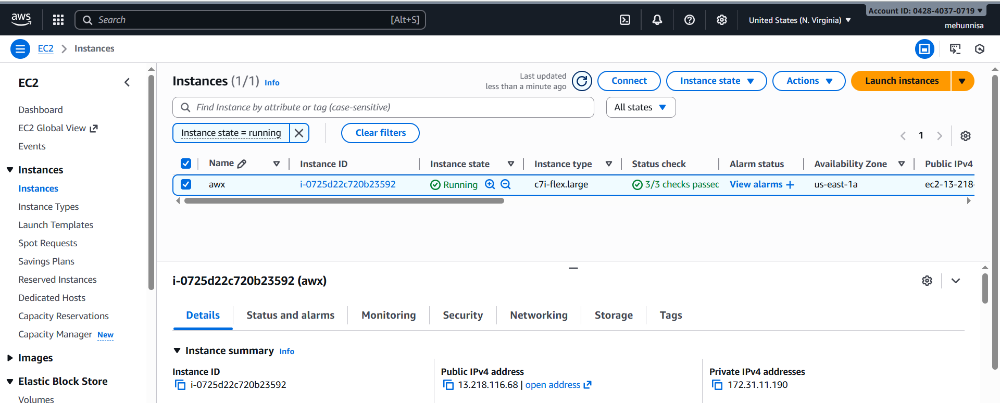 aws Search [Alt+S] United States (N. Virginia) Account ID: 0428-4037-0719
mehunnisa
EC2 Instances
EC2
Dashboard
EC2 Global View
Events
Instances
Instances
Instance Types
Launch Templates
Spot Requests
Savings Plans
Reserved Instances
Dedicated Hosts
Capacity Reservations
Capacity Manager New
Images
Elastic Block Store
Volumes
Instances (1/1) Info
Last updated
less than a minute ago
Connect Instance state Actions Launch instances
Find Instance by attribute or tag (case-sensitive) All states
Instance state = running Clear filters 1
Name Instance ID Instance state Instance type Status check Alarm status Availability Zone Public IPv4
awx i-0725d22c720b23592 Running c7i-flex.large 3/3 checks passed View alarms + us-east-1a ec2-13-218-
i-0725d22c720b23592 (awx)
Details Status and alarms Monitoring Security Networking Storage Tags
Instance summary Info
Instance ID
i-0725d22c720b23592
Public IPv4 address
13.218.116.68 | open address
Private IPv4 addresses
172.31.11.190